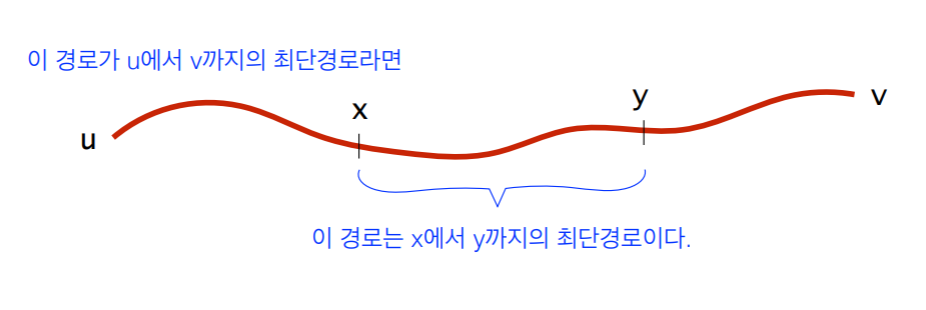 이 경로가 u에서 v까지의 최단경로라면
u
x
y
v
이 경로는 x에서 y까지의 최단경로이다.